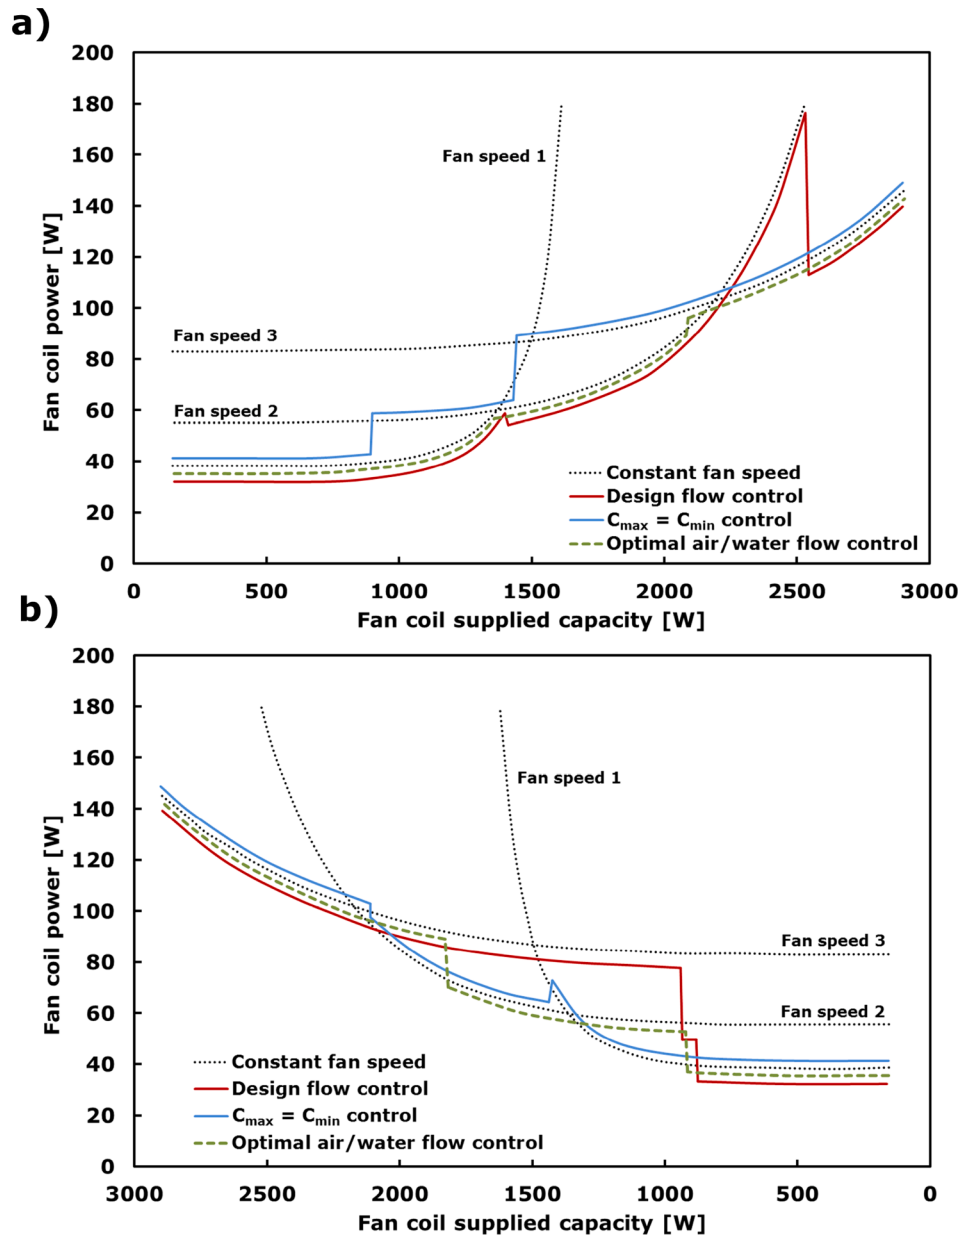 a)
200
180
160
140
120
100
80
60
40
20
0
Fan coil power [W]
Fan speed 1
Fan speed 3
Fan speed 2
Constant fan speed
Design flow control
Cmax = Cmin control
Optimal air/water flow control
0 500 1000 1500 2000 2500 3000
Fan coil supplied capacity [W]
b)
200
180
160
140
120
100
80
60
40
20
0
Fan coil power [W]
Fan speed 1
Fan speed 3
Fan speed 2
Constant fan speed
Design flow control
Cmax = Cmin control
Optimal air/water flow control
3000 2500 2000 1500 1000 500 0
Fan coil supplied capacity [W]